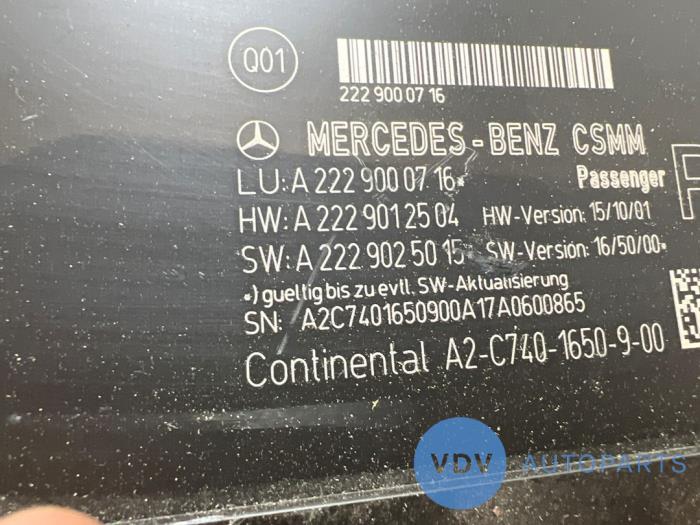 Q01
222 900 07 16
MERCEDES-BENZ CSMM
LU: A 222 900 07 16*
Passenger
HW: A 222 901 25 04 HW-Version: 15/10/01
SW: A 222 902 50 15* SW-Version: 16/50/00*
*) gueltig bis zu evtl. SW-Aktualisierung
SN: A2C7401650900A17A0600865
Continental A2-C740-1650-9-00
VDV AUTOPARTS